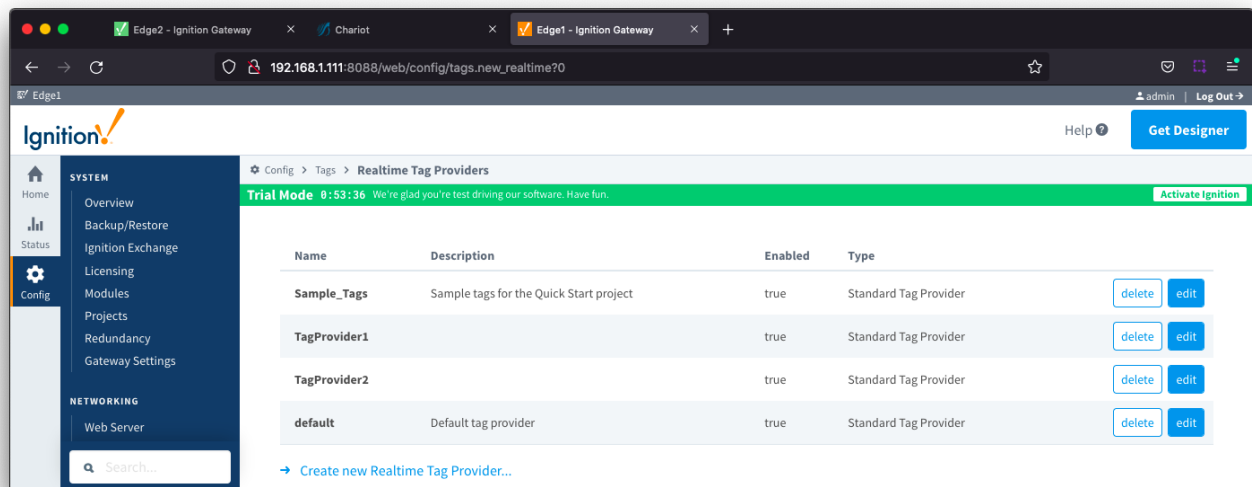 Edge2 - Ignition Gateway
Chariot
Edge1 - Ignition Gateway
192.168.1.111:8088/web/config/tags.new_realtime?0
Edge1
admin | Log Out
Ignition!
Help
Get Designer
Home
Status
Config
SYSTEM
Overview
Backup/Restore
Ignition Exchange
Licensing
Modules
Projects
Redundancy
Gateway Settings
NETWORKING
Web Server
Search...
Config > Tags > Realtime Tag Providers
Trial Mode 0:53:36 We're glad you're test driving our software. Have fun.
Activate Ignition
Name Description Enabled Type
Sample_Tags Sample tags for the Quick Start project true Standard Tag Provider delete edit
TagProvider1 true Standard Tag Provider delete edit
TagProvider2 true Standard Tag Provider delete edit
default Default tag provider true Standard Tag Provider delete edit
Create new Realtime Tag Provider...